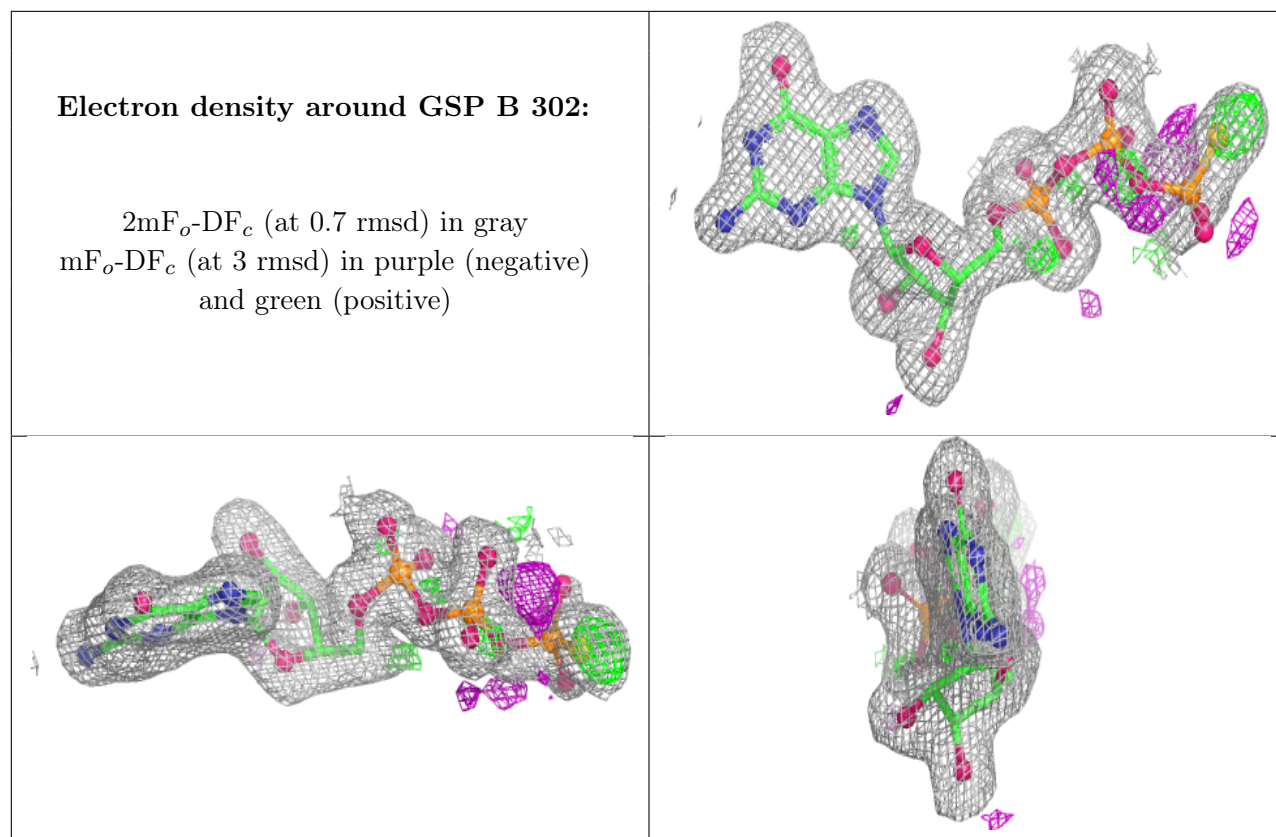 Electron density around GSP B 302:
2mFₒ-DF𝒸 (at 0.7 rmsd) in gray
mFₒ-DF𝒸 (at 3 rmsd) in purple (negative)
and green (positive)